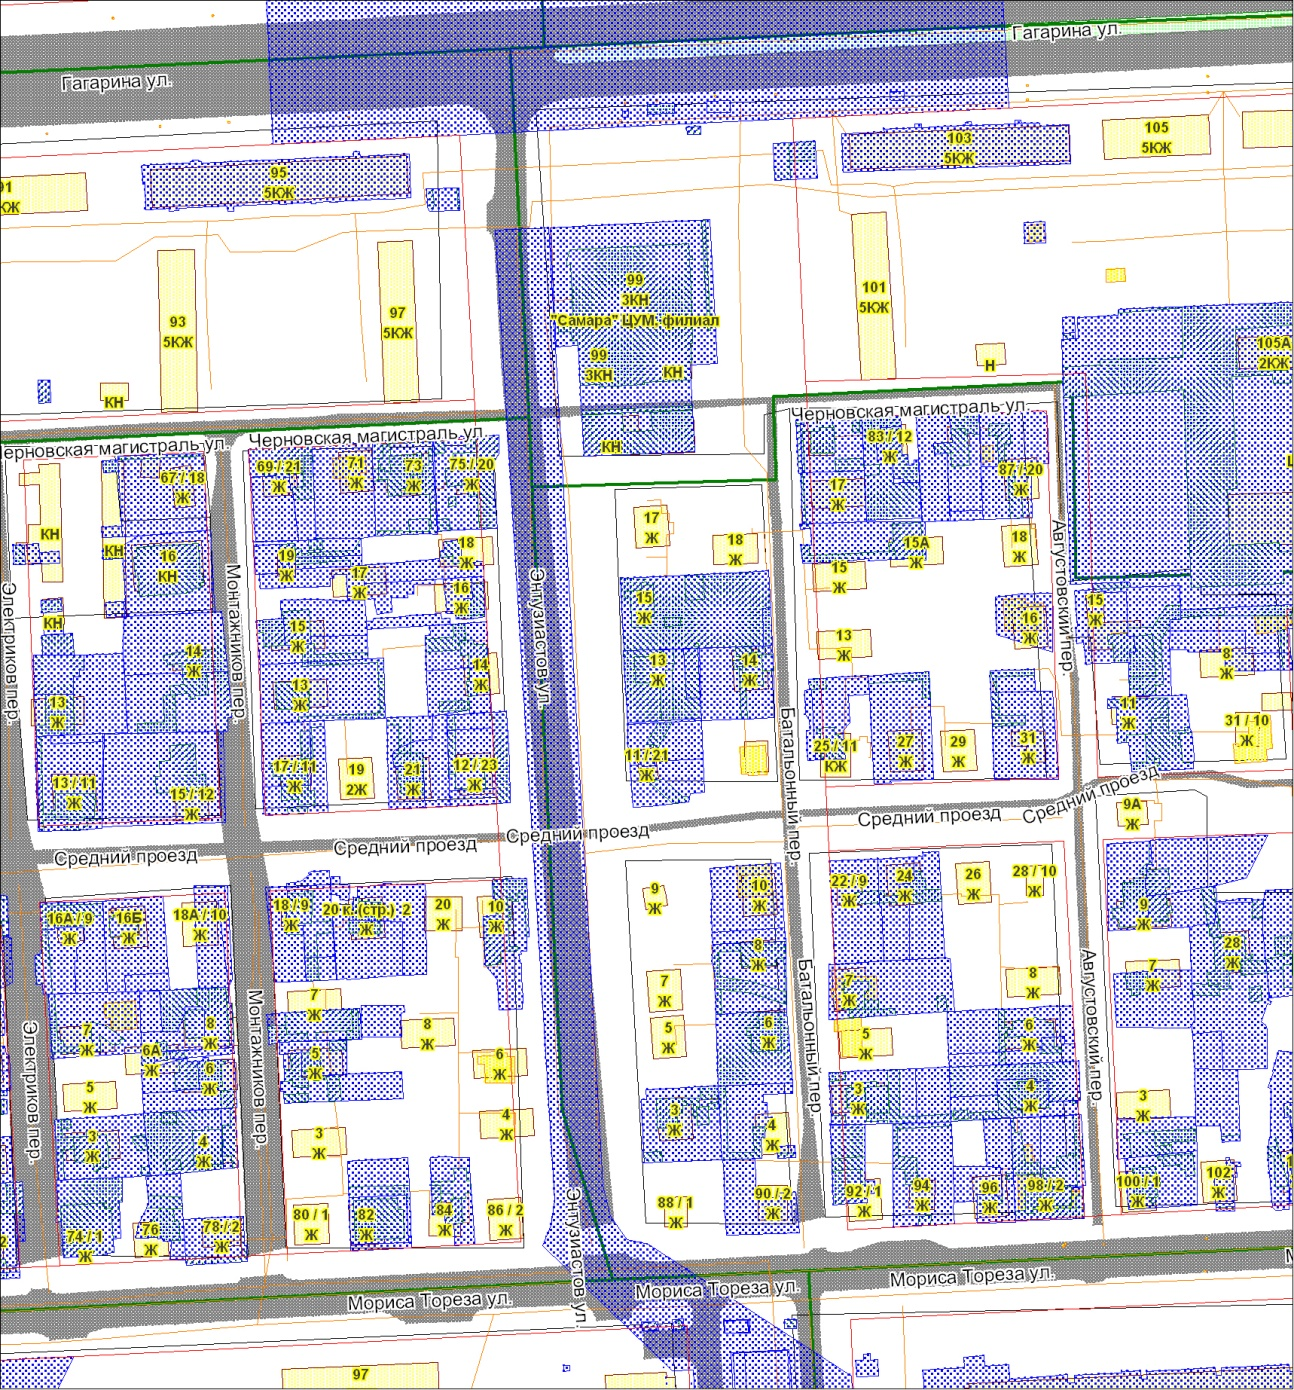 Гагарина ул.
Гагарина ул.
103
5КЖ
105
5КЖ
95
5КЖ
91
КЖ
99
3КН
"Самара" ЦУМ: филиал
101
5КЖ
93
5КЖ
97
5КЖ
99
3КН
КН
Н
105А
2КЖ
КН
Черновская магистраль ул.
Черновская магистраль ул
ерновская магистраль ул.
КН
83 / 12
Ж
69 / 21
Ж
71
Ж
73
Ж
75 / 20
Ж
67 / 18
Ж
87 / 20
Ж
17
Ж
КН
КН
16
КН
17
Ж
18
Ж
18
Ж
15А
Ж
18
Ж
19
Ж
17
Ж
16
Ж
15
Ж
Августовский пер.
Энтузиастов ул.
Монтажников пер.
Электриков пер.
КН
15
Ж
15
Ж
16
Ж
15
Ж
13
Ж
14
Ж
13
Ж
14
Ж
13
Ж
14
Ж
8
Ж
13
Ж
11
Ж
31 / 10
Ж
Батальонный пер.
25 / 11
КЖ
27
Ж
29
Ж
31
Ж
11 / 21
Ж
17 / 11
Ж
19
2Ж
21
Ж
12 / 23
Ж
13 / 11
Ж
15 / 12
Ж
Средний проезд
Средний проезд
Средний проезд
Средний проезд
Средний проезд
9А
Ж
22 / 9
Ж
24
Ж
26
Ж
28 / 10
Ж
9
Ж
10
Ж
16А / 9
Ж
16Б
Ж
18А / 10
Ж
18 / 9
Ж
20 к. (стр.) 2
Ж
20
Ж
10
Ж
9
Ж
28
Ж
8
Ж
7
Ж
7
Ж
8
Ж
7
Ж
Батальонный пер.
Августовский пер.
Монтажников пер
Электриков пер.
7
Ж
8
Ж
7
Ж
8
Ж
5
Ж
6
Ж
5
Ж
6
Ж
6А
Ж
6
Ж
5
Ж
6
Ж
5
Ж
3
Ж
4
Ж
3
Ж
3
Ж
4
Ж
3
Ж
4
Ж
3
Ж
4
Ж
74 / 1
Ж
76
Ж
78 / 2
Ж
80 / 1
Ж
82
Ж
84
Ж
86 / 2
Ж
88 / 1
Ж
90 / 2
Ж
92 / 1
Ж
94
Ж
96
Ж
98 / 2
Ж
100 / 1
Ж
102
Ж
Энтузиастов ул.
Мориса Тореза ул.
Мориса Тореза ул.
Мориса Тореза ул.
97